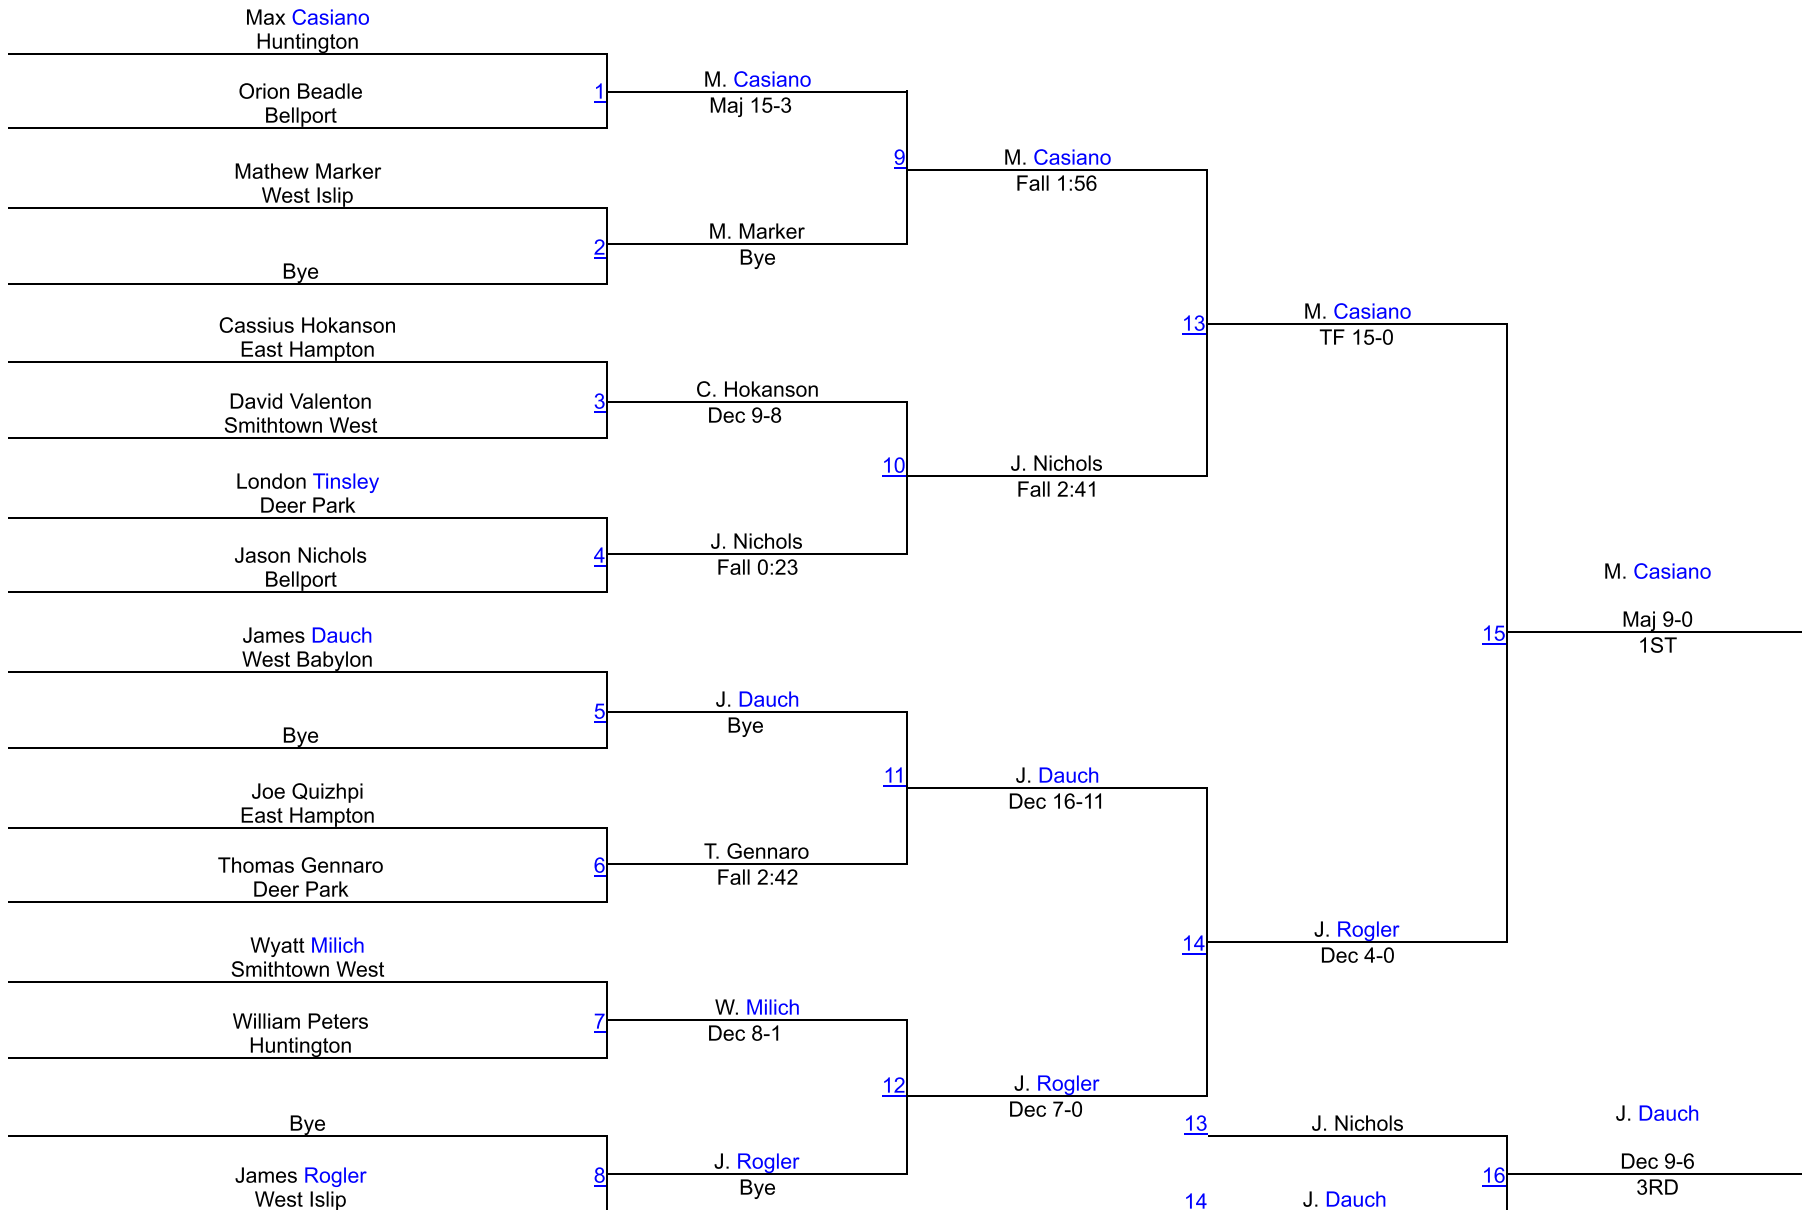 Max Casiano
Huntington
Orion Beadle
Bellport
1
M. Casiano
Maj 15-3
Mathew Marker
West Islip
Bye
2
M. Marker
Bye
9
M. Casiano
Fall 1:56
Cassius Hokanson
East Hampton
David Valenton
Smithtown West
3
C. Hokanson
Dec 9-8
London Tinsley
Deer Park
Jason Nichols
Bellport
4
J. Nichols
Fall 0:23
10
J. Nichols
Fall 2:41
13
M. Casiano
TF 15-0
James Dauch
West Babylon
Bye
5
J. Dauch
Bye
Joe Quizhpi
East Hampton
Thomas Gennaro
Deer Park
6
T. Gennaro
Fall 2:42
11
J. Dauch
Dec 16-11
Wyatt Milich
Smithtown West
William Peters
Huntington
7
W. Milich
Dec 8-1
Bye
James Rogler
West Islip
8
J. Rogler
Bye
12
J. Rogler
Dec 7-0
14
J. Rogler
Dec 4-0
15
M. Casiano
Maj 9-0
1ST
13
J. Nichols
14
J. Dauch
16
J. Dauch
Dec 9-6
3RD